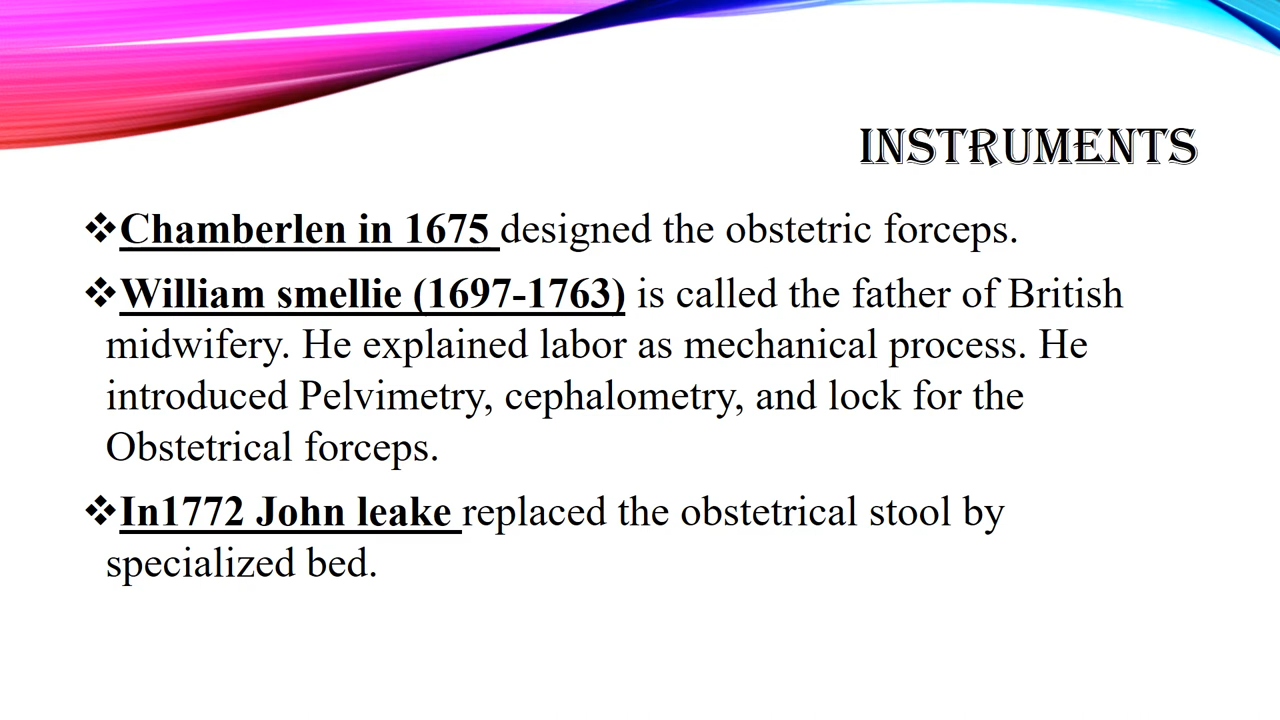 INSTRUMENTS
❖Chamberlen in 1675 designed the obstetric forceps.
❖William smellie (1697-1763) is called the father of British
midwifery. He explained labor as mechanical process. He
introduced Pelvimetry, cephalometry, and lock for the
Obstetrical forceps.
❖In1772 John leake replaced the obstetrical stool by
specialized bed.